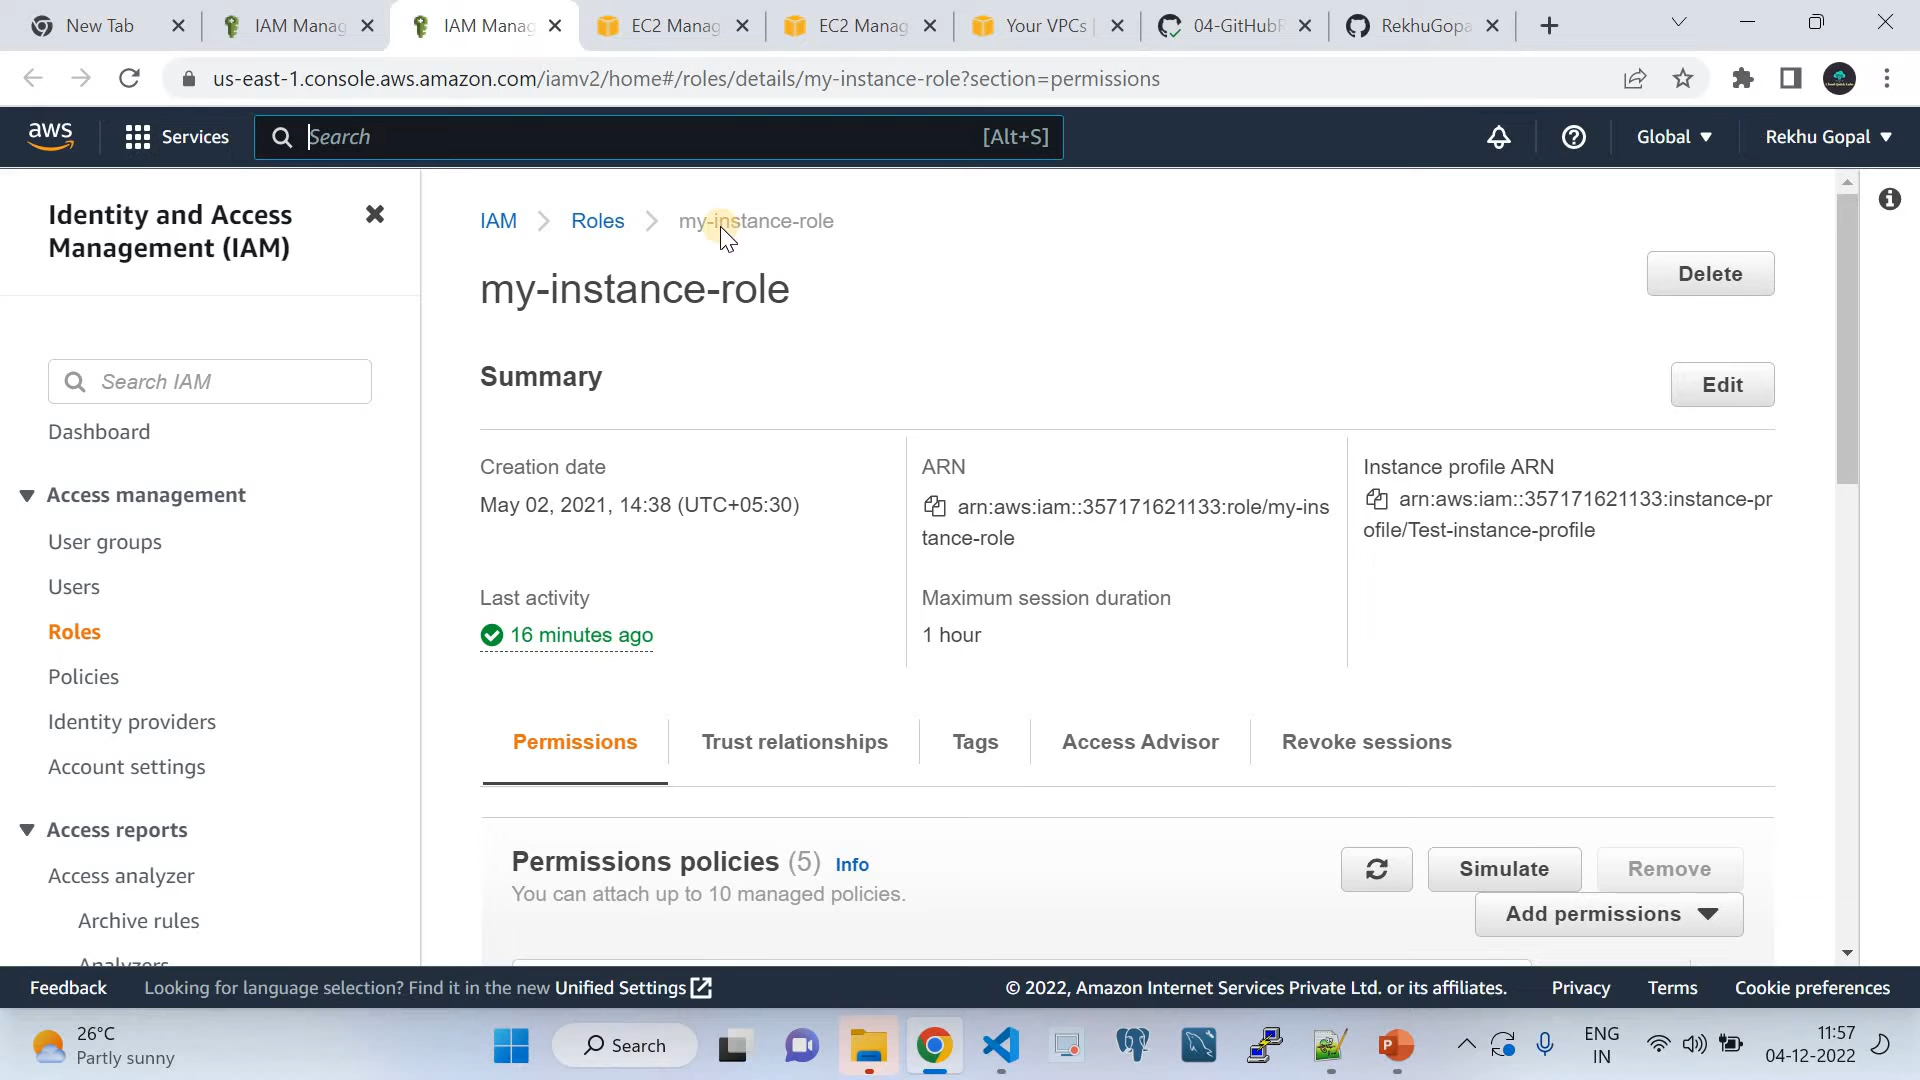 New Tab
IAM Manag
IAM Manag
EC2 Manag
EC2 Manag
Your VPCs |
04-GitHubR
RekhuGopa
us-east-1.console.aws.amazon.com/iamv2/home#/roles/details/my-instance-role?section=permissions
aws
Services
Search
[Alt+S]
Global
Rekhu Gopal
Identity and Access
Management (IAM)
Search IAM
Dashboard
Access management
User groups
Users
Roles
Policies
Identity providers
Account settings
Access reports
Access analyzer
Archive rules
Analyzers
IAM
Roles
my-instance-role
my-instance-role
Delete
Summary
Edit
Creation date
May 02, 2021, 14:38 (UTC+05:30)
ARN
arn:aws:iam::357171621133:role/my-ins
tance-role
Instance profile ARN
arn:aws:iam::357171621133:instance-pr
ofile/Test-instance-profile
Last activity
16 minutes ago
Maximum session duration
1 hour
Permissions
Trust relationships
Tags
Access Advisor
Revoke sessions
Permissions policies (5) Info
You can attach up to 10 managed policies.
Simulate
Remove
Add permissions
Feedback
Looking for language selection? Find it in the new Unified Settings
© 2022, Amazon Internet Services Private Ltd. or its affiliates.
Privacy
Terms
Cookie preferences
26°C
Partly sunny
Search
ENG
IN
11:57
04-12-2022